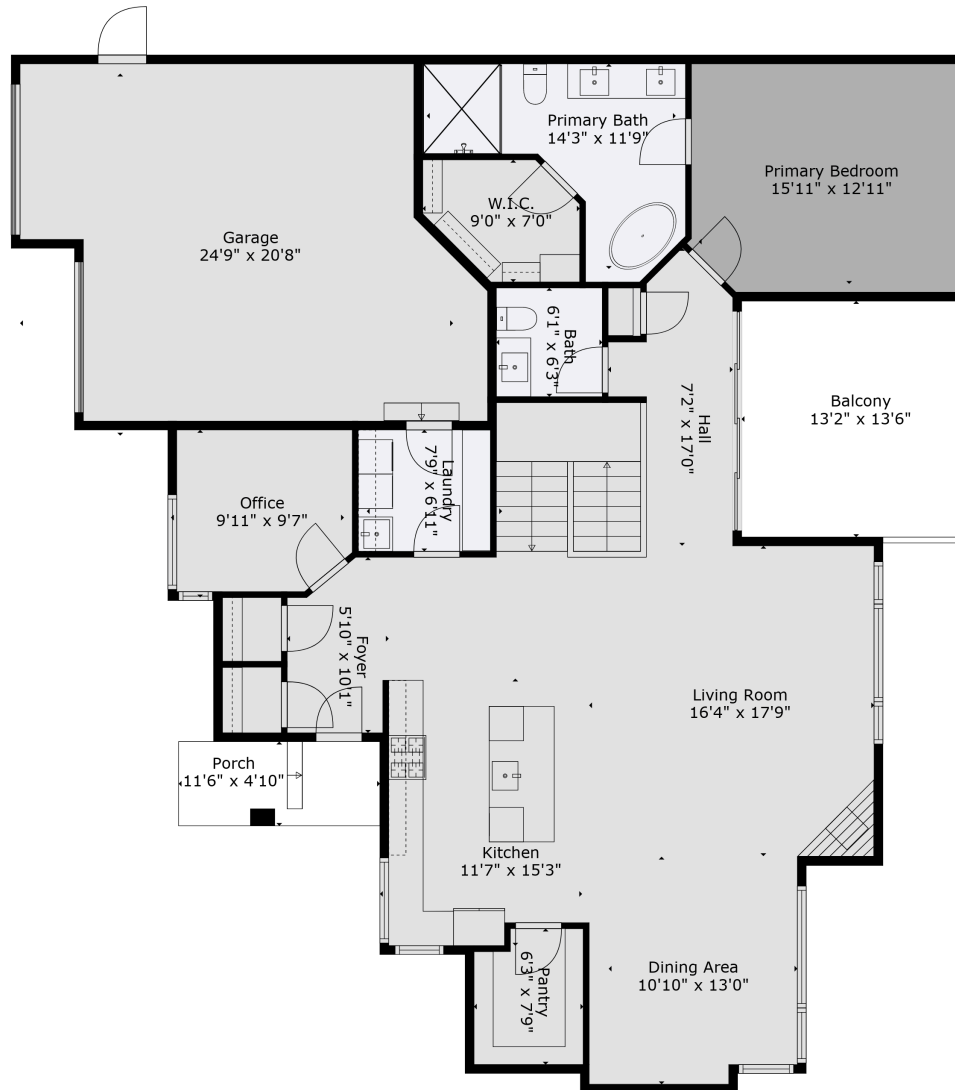 Primary Bath
14'3" x 11'9"
Primary Bedroom
15'11" x 12'11"
W.I.C.
9'0" x 7'0"
Garage
24'9" x 20'8"
Bath
6'1" x 6'3"
Hall
7'2" x 17'0"
Balcony
13'2" x 13'6"
Laundry
7'9" x 6'11"
Office
9'11" x 9'7"
Foyer
5'10" x 10'1"
Living Room
16'4" x 17'9"
Porch
11'6" x 4'10"
Kitchen
11'7" x 15'3"
Pantry
6'3" x 7'9"
Dining Area
10'10" x 13'0"